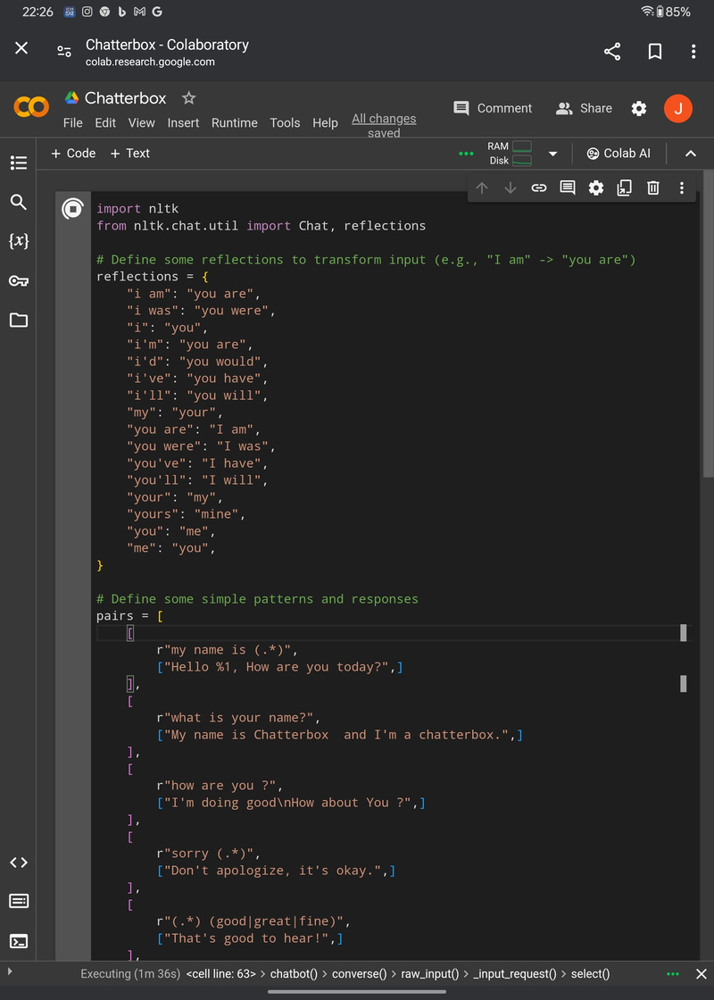 22:26
85%
Chatterbox - Colaboratory
colab.research.google.com
Chatterbox
File Edit View Insert Runtime Tools Help All changes saved
Comment Share J
+ Code + Text
RAM
Disk
Colab AI
import nltk
from nltk.chat.util import Chat, reflections
# Define some reflections to transform input (e.g., "I am" -> "you are")
reflections = {
    "i am": "you are",
    "i was": "you were",
    "i": "you",
    "i'm": "you are",
    "i'd": "you would",
    "i've": "you have",
    "i'll": "you will",
    "my": "your",
    "you are": "I am",
    "you were": "I was",
    "you've": "I have",
    "you'll": "I will",
    "your": "my",
    "yours": "mine",
    "you": "me",
    "me": "you",
}
# Define some simple patterns and responses
pairs = [
    [
        r"my name is (.*)",
        ["Hello %1, How are you today?",]
    ],
    [
        r"what is your name?",
        ["My name is Chatterbox  and I'm a chatterbox.",]
    ],
    [
        r"how are you ?",
        ["I'm doing good\nHow about You ?",]
    ],
    [
        r"sorry (.*)",
        ["Don't apologize, it's okay.",]
    ],
    [
        r"(.*) (good|great|fine)",
        ["That's good to hear!",]
    ],
Executing (1m 36s) <cell line: 63> > chatbot() > converse() > raw_input() > _input_request() > select()